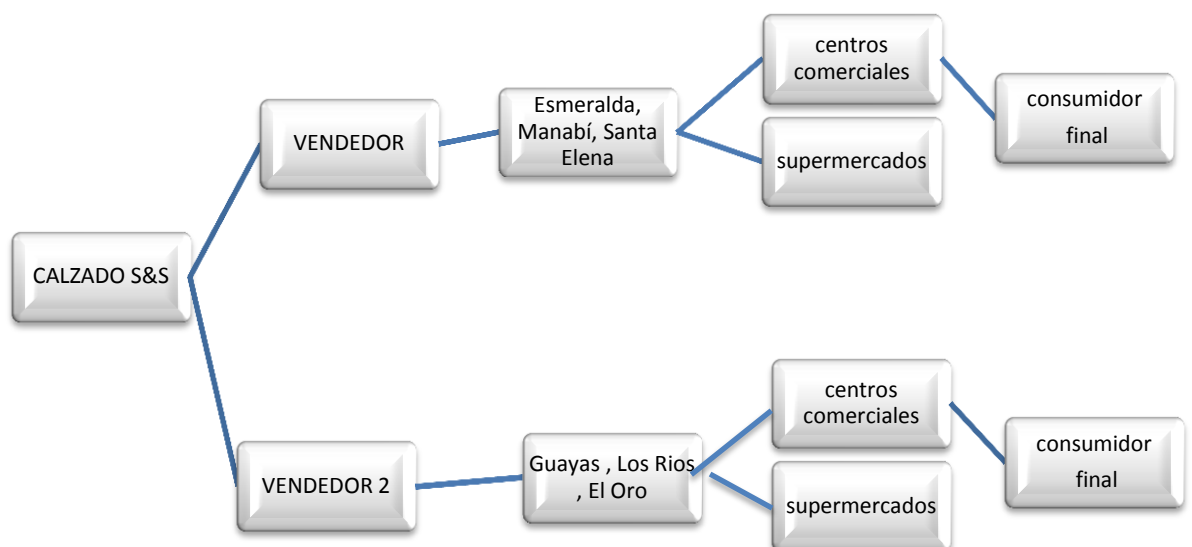 centros
comerciales
consumidor
final
Esmeralda,
Manabí, Santa
Elena
VENDEDOR
supermercados
CALZADO S&S
centros
comerciales
consumidor
final
Guayas , Los Rios
, El Oro
VENDEDOR 2
supermercados